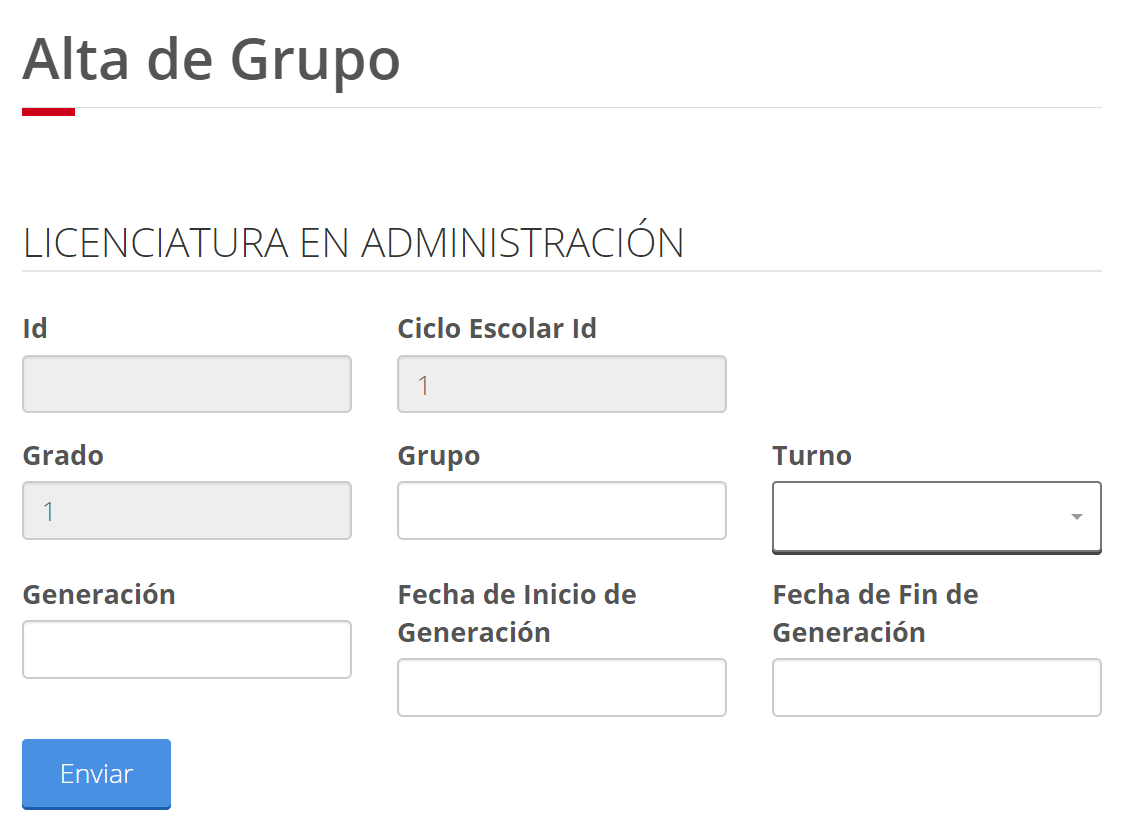 Alta de Grupo
LICENCIATURA EN ADMINISTRACIÓN
Id
Ciclo Escolar Id
1
Grado
Grupo
Turno
1
Generación
Fecha de Inicio de
Generación
Fecha de Fin de
Generación
Enviar